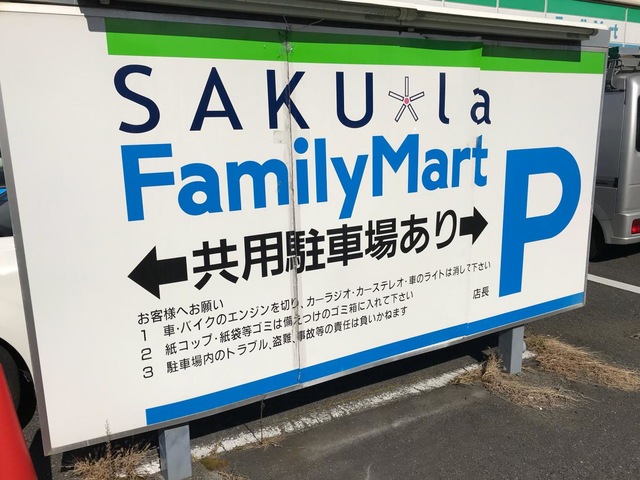 SAKU*la
FamilyMart
P
←共用駐車場あり→
お客様へお願い
1 車・バイクのエンジンを切り、カーラジオ・カーステレオ・車のライトは消して下さい
2 紙コップ・紙袋等ゴミは備えつけのゴミ箱に入れて下さい
3 駐車場内のトラブル、盗難、事故等の責任は負いかねます
店長